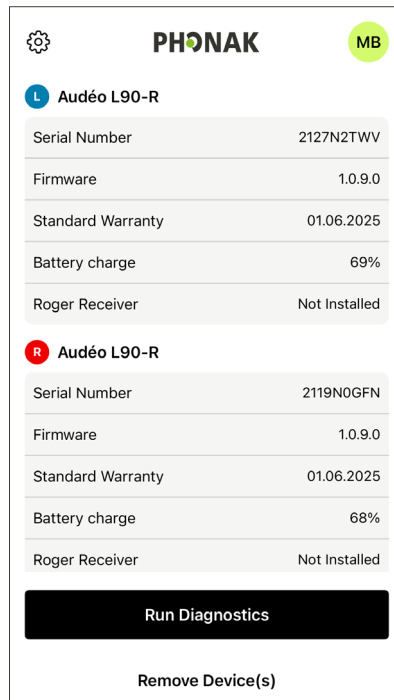 PHONAK
MB
L Audéo L90-R
Serial Number 2127N2TWV
Firmware 1.0.9.0
Standard Warranty 01.06.2025
Battery charge 69%
Roger Receiver Not Installed
R Audéo L90-R
Serial Number 2119N0GFN
Firmware 1.0.9.0
Standard Warranty 01.06.2025
Battery charge 68%
Roger Receiver Not Installed
Run Diagnostics
Remove Device(s)